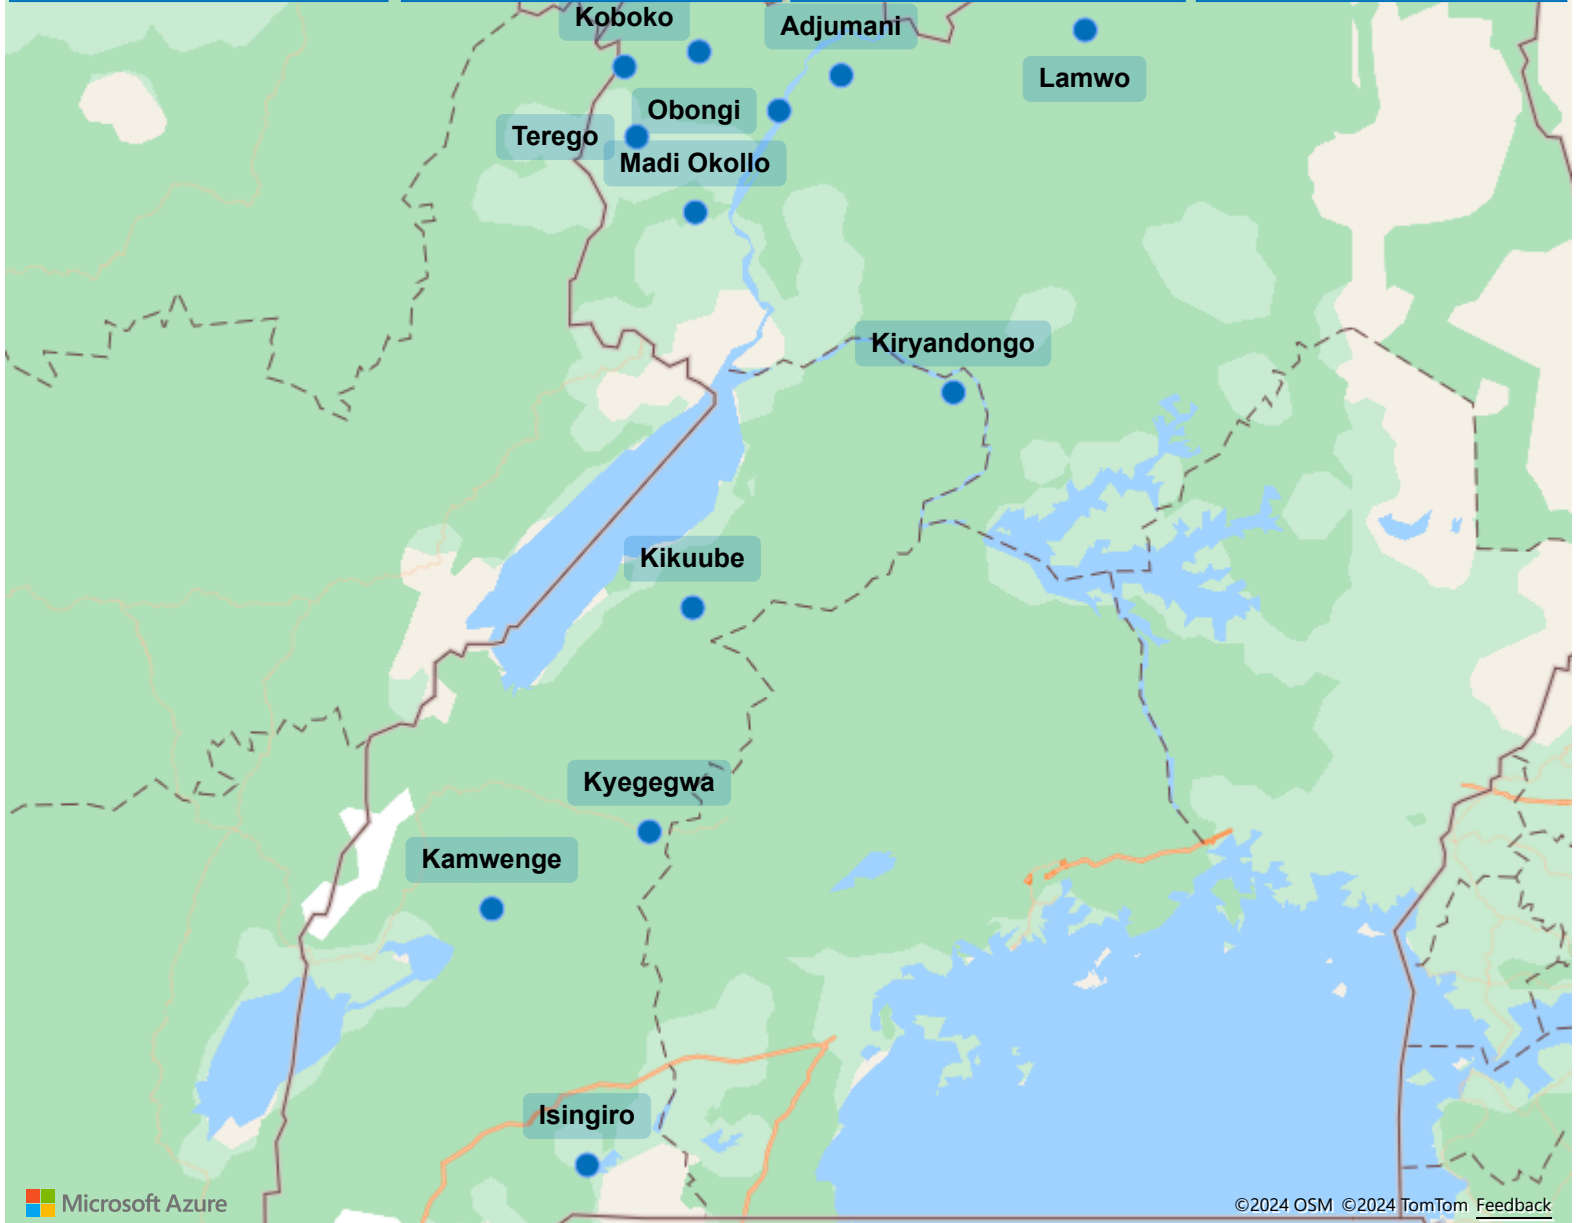 Koboko
Adjumani
Lamwo
Obongi
Terego
Madi Okollo
Kiryandongo
Kikuube
Kyegegwa
Kamwenge
Isingiro
Microsoft Azure
©2024 OSM ©2024 TomTom Feedback